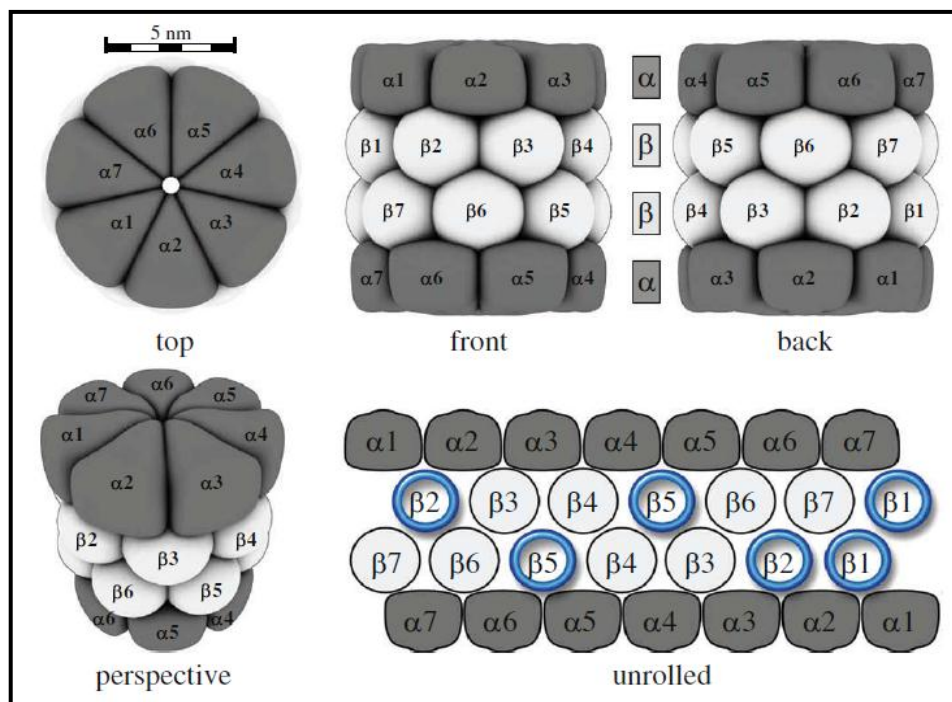 5 nm
α6 α5
α7 α4
α1 α3
α2
top
α1 α2 α3
β1 β2 β3 β4
β7 β6 β5
α7 α6 α5 α4
front
α
β
β
α
α4 α5 α6 α7
β5 β6 β7
β4 β3 β2 β1
α3 α2 α1
back
α6
α7 α5
α1 α4
α2 α3
β2 β3 β4
β6 β5
α6 α5 α4
perspective
α1 α2 α3 α4 α5 α6 α7
β2 β3 β4 β5 β6 β7 β1
β7 β6 β5 β4 β3 β2 β1
α7 α6 α5 α4 α3 α2 α1
unrolled